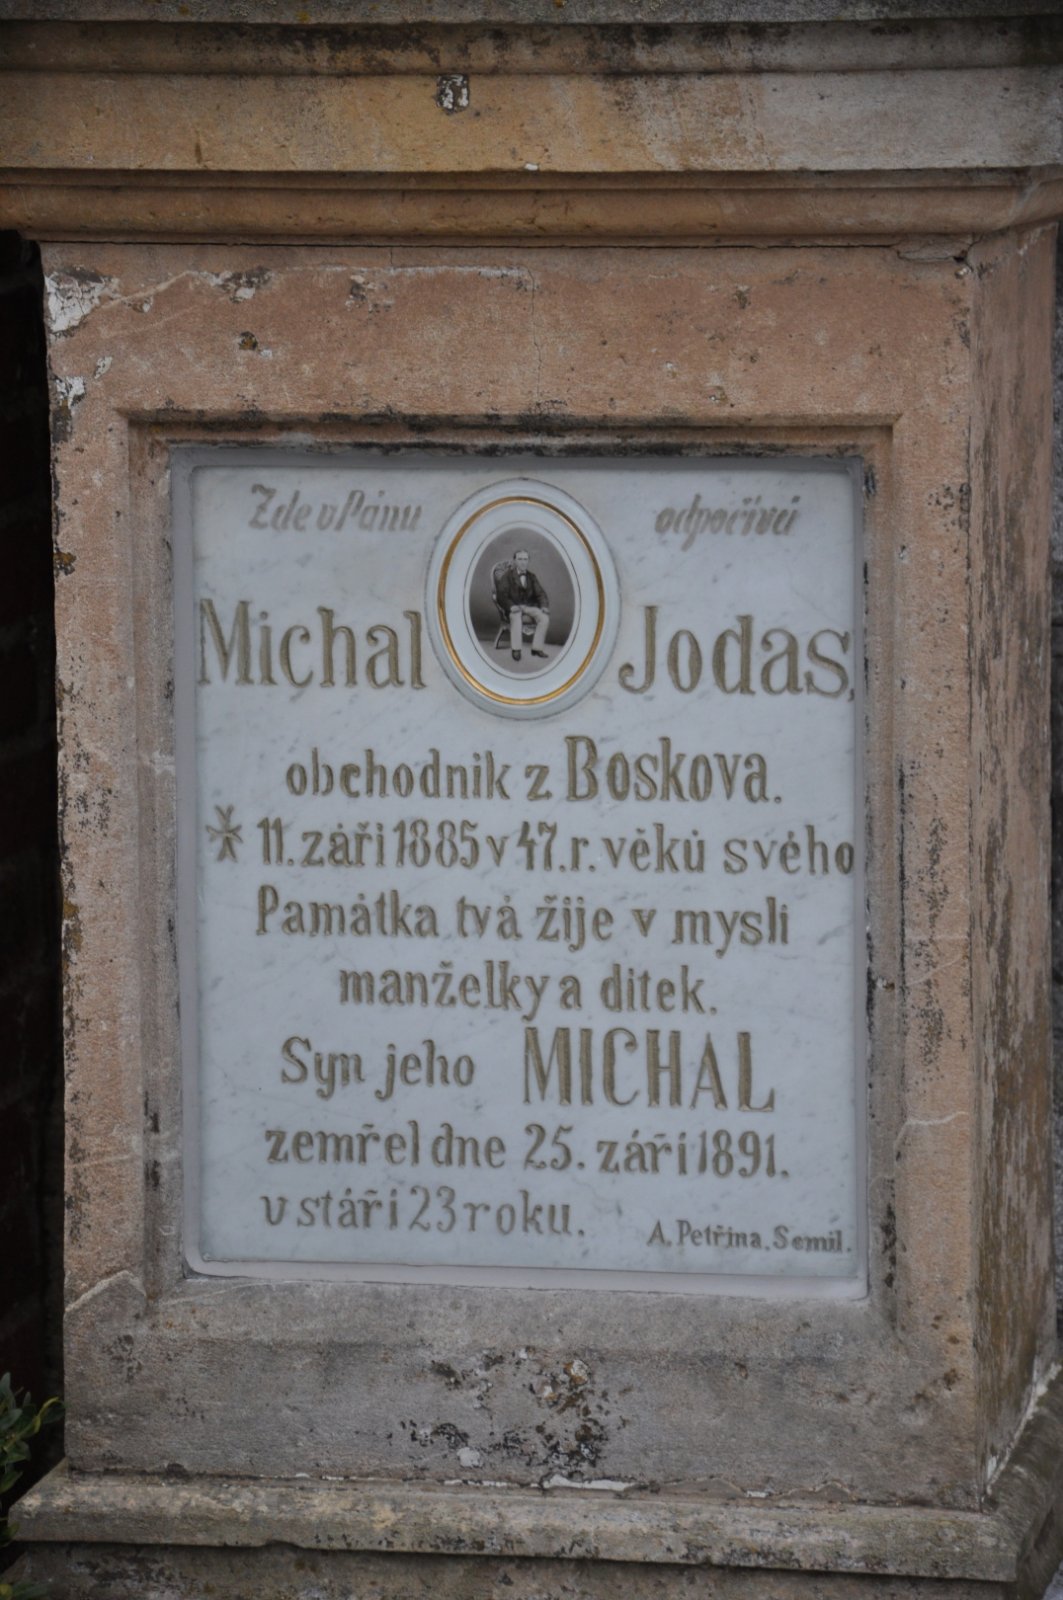 Zde v Pánu odpočívá
Michal Jodas,
obchodník z Boskova.
✠ 11. září 1885 v 47. r. věků svého
Památka tvá žije v mysli
manželky a dítek.
Syn jeho MICHAL
zemřel dne 25. září 1891.
v stáří 23 roku.
A. Petřina. Semil.